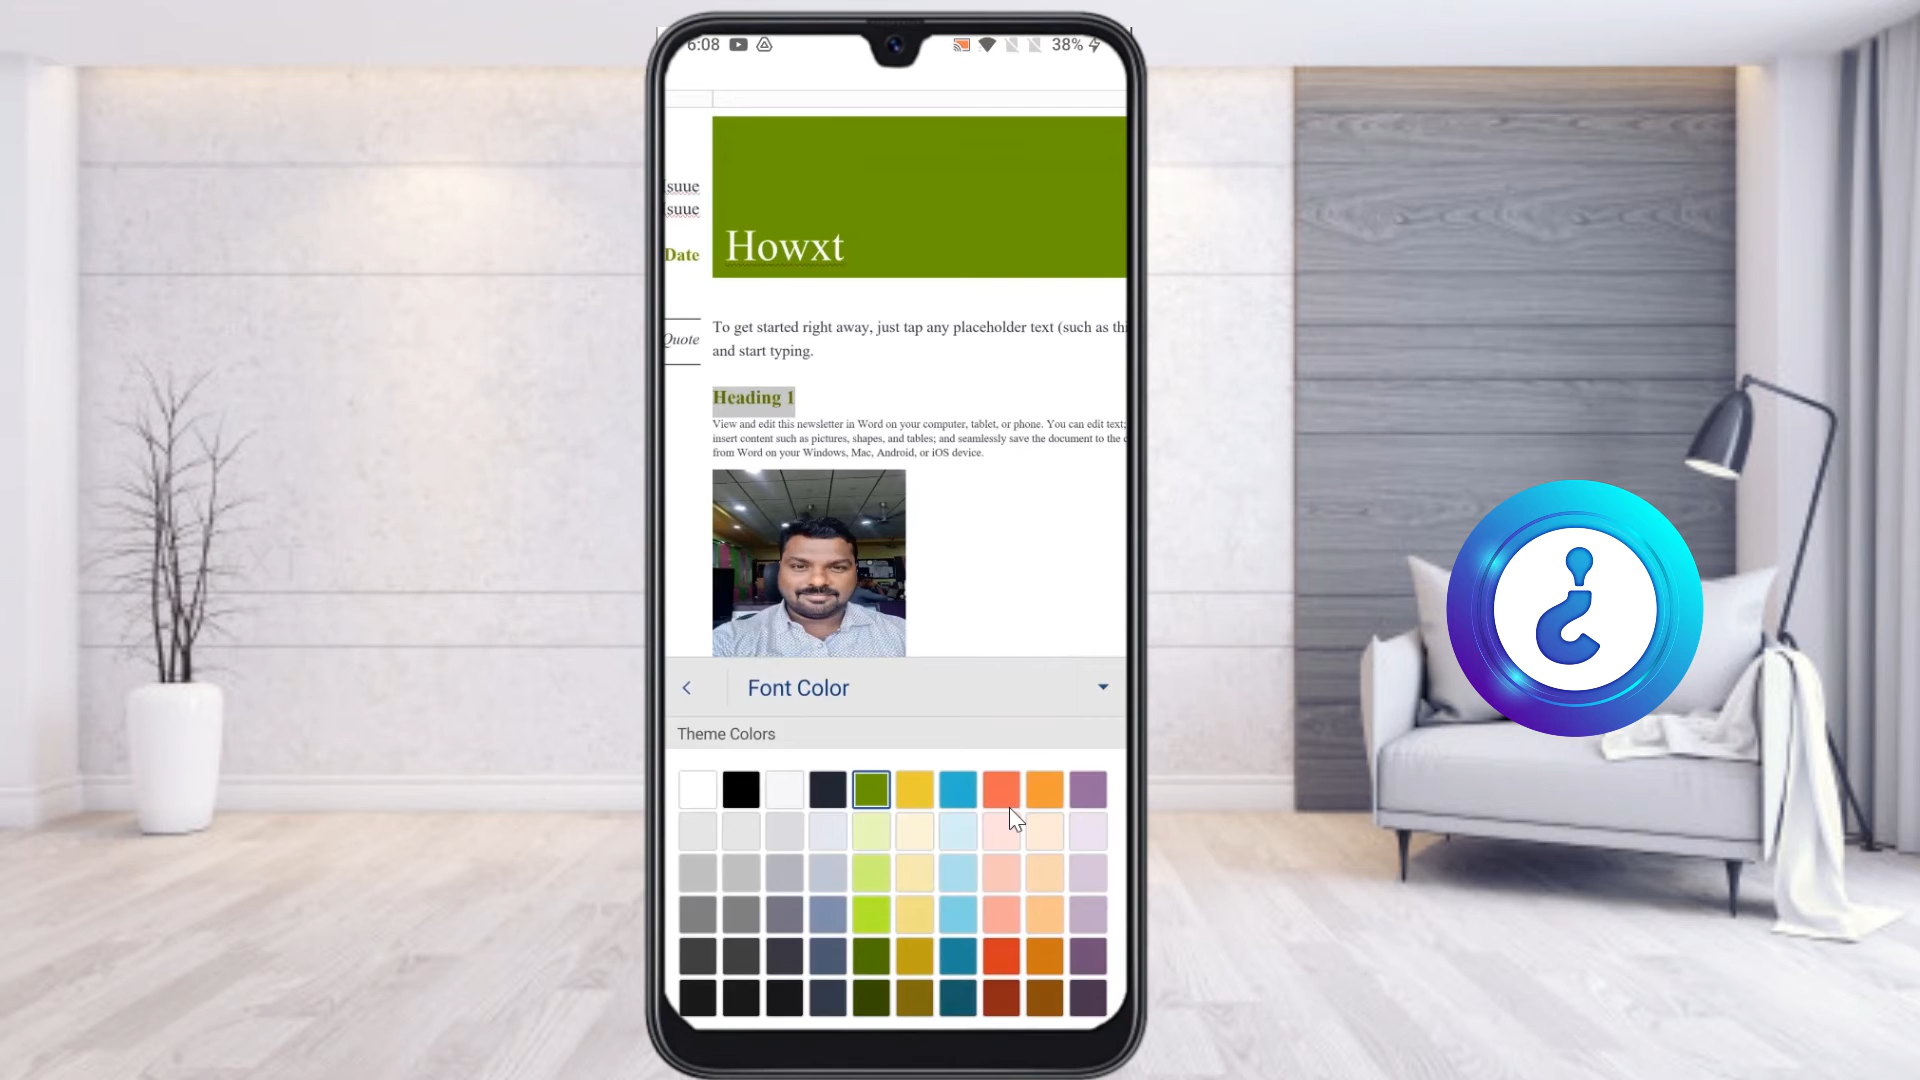 6:08
38%
Isuue
Isuue
Date
Howxt
Quote
To get started right away, just tap any placeholder text (such as thi
and start typing.
Heading 1
View and edit this newsletter in Word on your computer, tablet, or phone. You can edit text;
insert content such as pictures, shapes, and tables; and seamlessly save the document to the c
from Word on your Windows, Mac, Android, or iOS device.
Font Color
Theme Colors